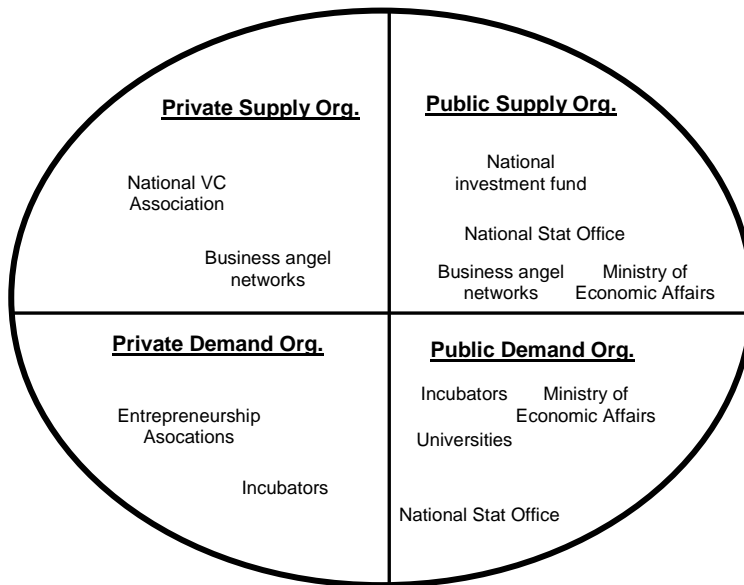 Private Supply Org.
National VC
Association
Business angel
networks
Public Supply Org.
National
investment fund
National Stat Office
Business angel
networks
Ministry of
Economic Affairs
Private Demand Org.
Entrepreneurship
Asocations
Incubators
Public Demand Org.
Incubators
Ministry of
Economic Affairs
Universities
National Stat Office